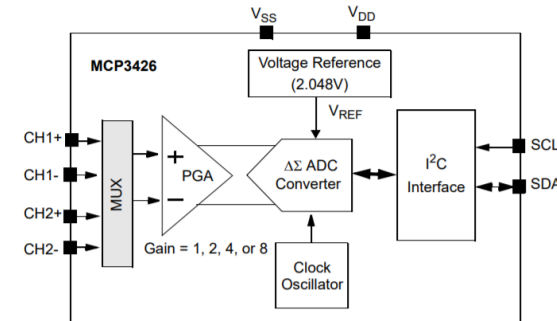 VSS
VDD
MCP3426
Voltage Reference
(2.048V)
VREF
CH1+
CH1-
CH2+
CH2-
MUX
+
−
PGA
Gain = 1, 2, 4, or 8
ΔΣ ADC
Converter
Clock
Oscillator
I²C
Interface
SCL
SDA